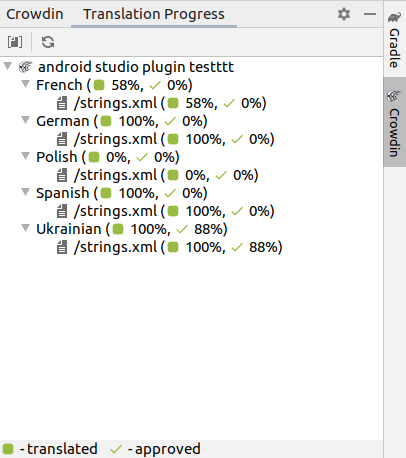 Crowdin Translation Progress
android studio plugin testttt
French ( 58%, ✓ 0%)
/strings.xml ( 58%, ✓ 0%)
German ( 100%, ✓ 0%)
/strings.xml ( 100%, ✓ 0%)
Polish ( 0%, ✓ 0%)
/strings.xml ( 0%, ✓ 0%)
Spanish ( 100%, ✓ 0%)
/strings.xml ( 100%, ✓ 0%)
Ukrainian ( 100%, ✓ 88%)
/strings.xml ( 100%, ✓ 88%)
- translated ✓ - approved
Gradle
Crowdin